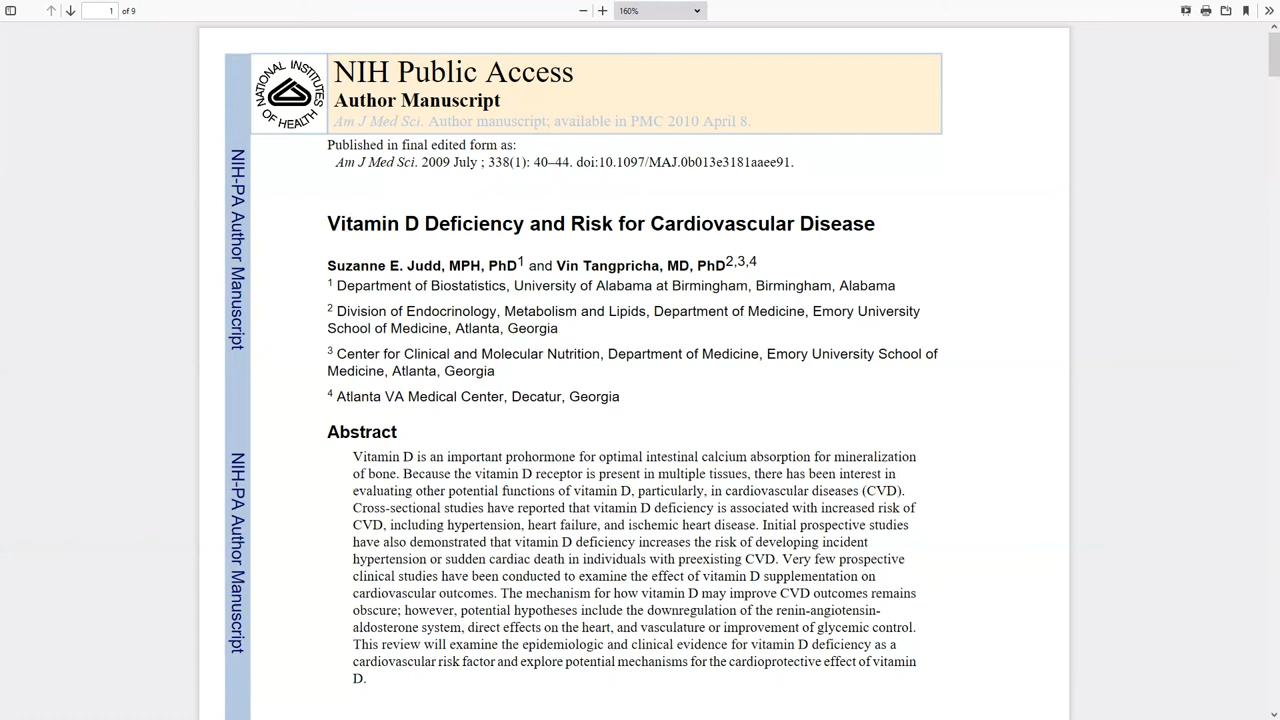 1 of 9
160%
NATIONAL INSTITUTES OF HEALTH
NIH Public Access
Author Manuscript
Am J Med Sci. Author manuscript; available in PMC 2010 April 8.
Published in final edited form as:
Am J Med Sci. 2009 July ; 338(1): 40–44. doi:10.1097/MAJ.0b013e3181aaee91.
NIH-PA Author Manuscript
Vitamin D Deficiency and Risk for Cardiovascular Disease
Suzanne E. Judd, MPH, PhD1 and Vin Tangpricha, MD, PhD2,3,4
1 Department of Biostatistics, University of Alabama at Birmingham, Birmingham, Alabama
2 Division of Endocrinology, Metabolism and Lipids, Department of Medicine, Emory University
School of Medicine, Atlanta, Georgia
3 Center for Clinical and Molecular Nutrition, Department of Medicine, Emory University School of
Medicine, Atlanta, Georgia
4 Atlanta VA Medical Center, Decatur, Georgia
Abstract
NIH-PA Author Manuscript
Vitamin D is an important prohormone for optimal intestinal calcium absorption for mineralization
of bone. Because the vitamin D receptor is present in multiple tissues, there has been interest in
evaluating other potential functions of vitamin D, particularly, in cardiovascular diseases (CVD).
Cross-sectional studies have reported that vitamin D deficiency is associated with increased risk of
CVD, including hypertension, heart failure, and ischemic heart disease. Initial prospective studies
have also demonstrated that vitamin D deficiency increases the risk of developing incident
hypertension or sudden cardiac death in individuals with preexisting CVD. Very few prospective
clinical studies have been conducted to examine the effect of vitamin D supplementation on
cardiovascular outcomes. The mechanism for how vitamin D may improve CVD outcomes remains
obscure; however, potential hypotheses include the downregulation of the renin-angiotensin-
aldosterone system, direct effects on the heart, and vasculature or improvement of glycemic control.
This review will examine the epidemiologic and clinical evidence for vitamin D deficiency as a
cardiovascular risk factor and explore potential mechanisms for the cardioprotective effect of vitamin
D.